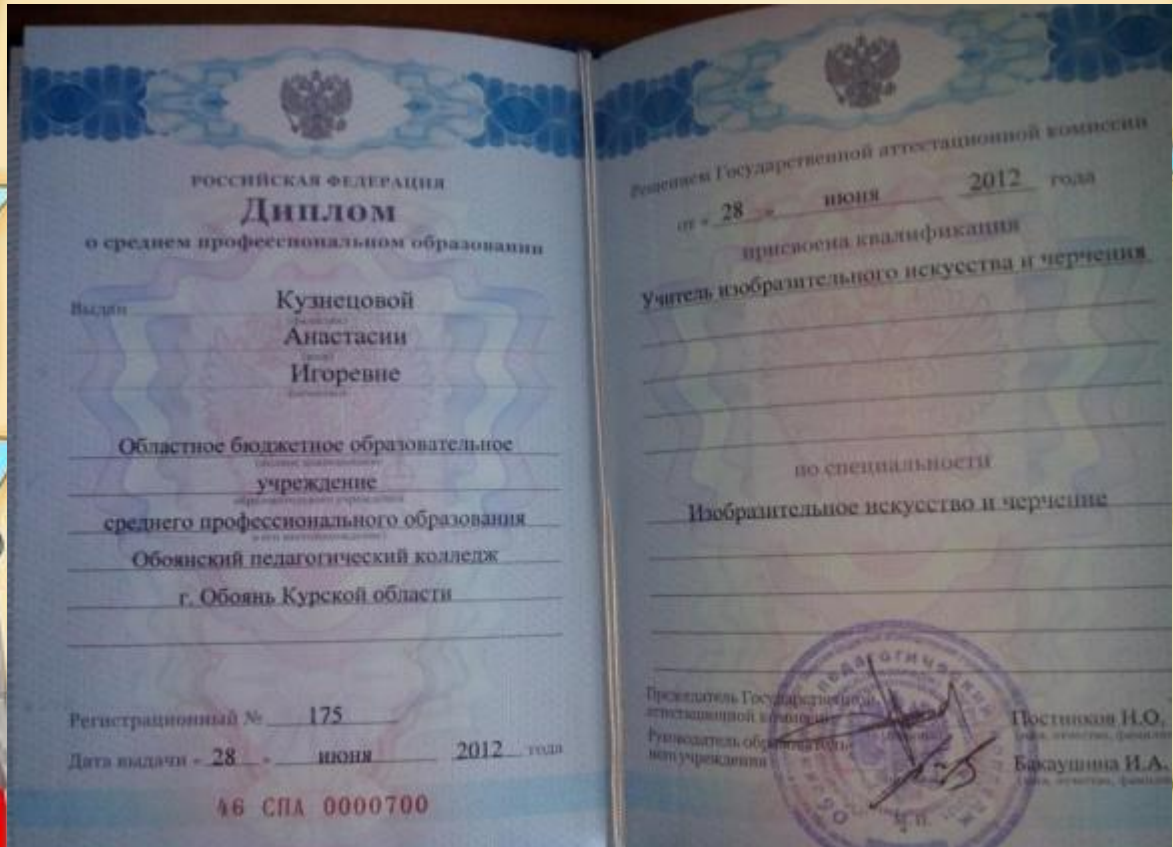 РОССИЙСКАЯ ФЕДЕРАЦИЯ
Диплом
о среднем профессиональном образовании
Выдан Кузнецовой
Анастасии
Игоревне
Областное бюджетное образовательное
учреждение
среднего профессионального образования
Обоянский педагогический колледж
г. Обоянь Курской области
Регистрационный № 175
Дата выдачи « 28 » июня 2012 года
46 СПА 0000700
Решением Государственной аттестационной комиссии
от « 28 » июня 2012 года
присвоена квалификация
Учитель изобразительного искусства и черчения
по специальности
Изобразительное искусство и черчение
Председатель Государственной
аттестационной комиссии
Постников Н.О.
Руководатель образователь-
ного учреждения
Бакаушина И.А.
М.П.